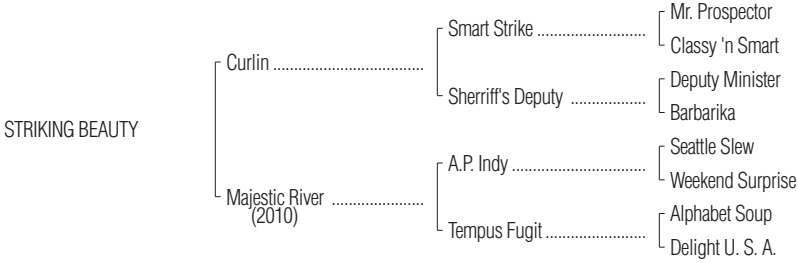 Mr. Prospector
Smart Strike ..........................
Classy 'n Smart
Curlin ....................................
Deputy Minister
Sherriff's Deputy ..................
Barbarika
STRIKING BEAUTY
Seattle Slew
A.P. Indy ................................
Weekend Surprise
Majestic River ......................
(2010)
Alphabet Soup
Tempus Fugit ........................
Delight U. S. A.